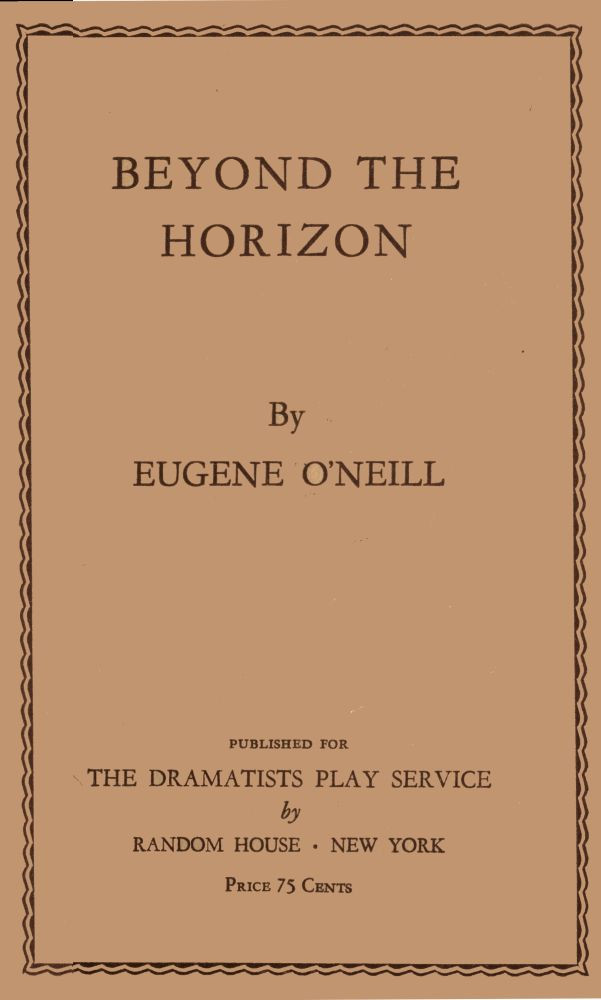 BEYOND THE
HORIZON
By
EUGENE O'NEILL
PUBLISHED FOR
THE DRAMATISTS PLAY SERVICE
by
RANDOM HOUSE · NEW YORK
PRICE 75 CENTS